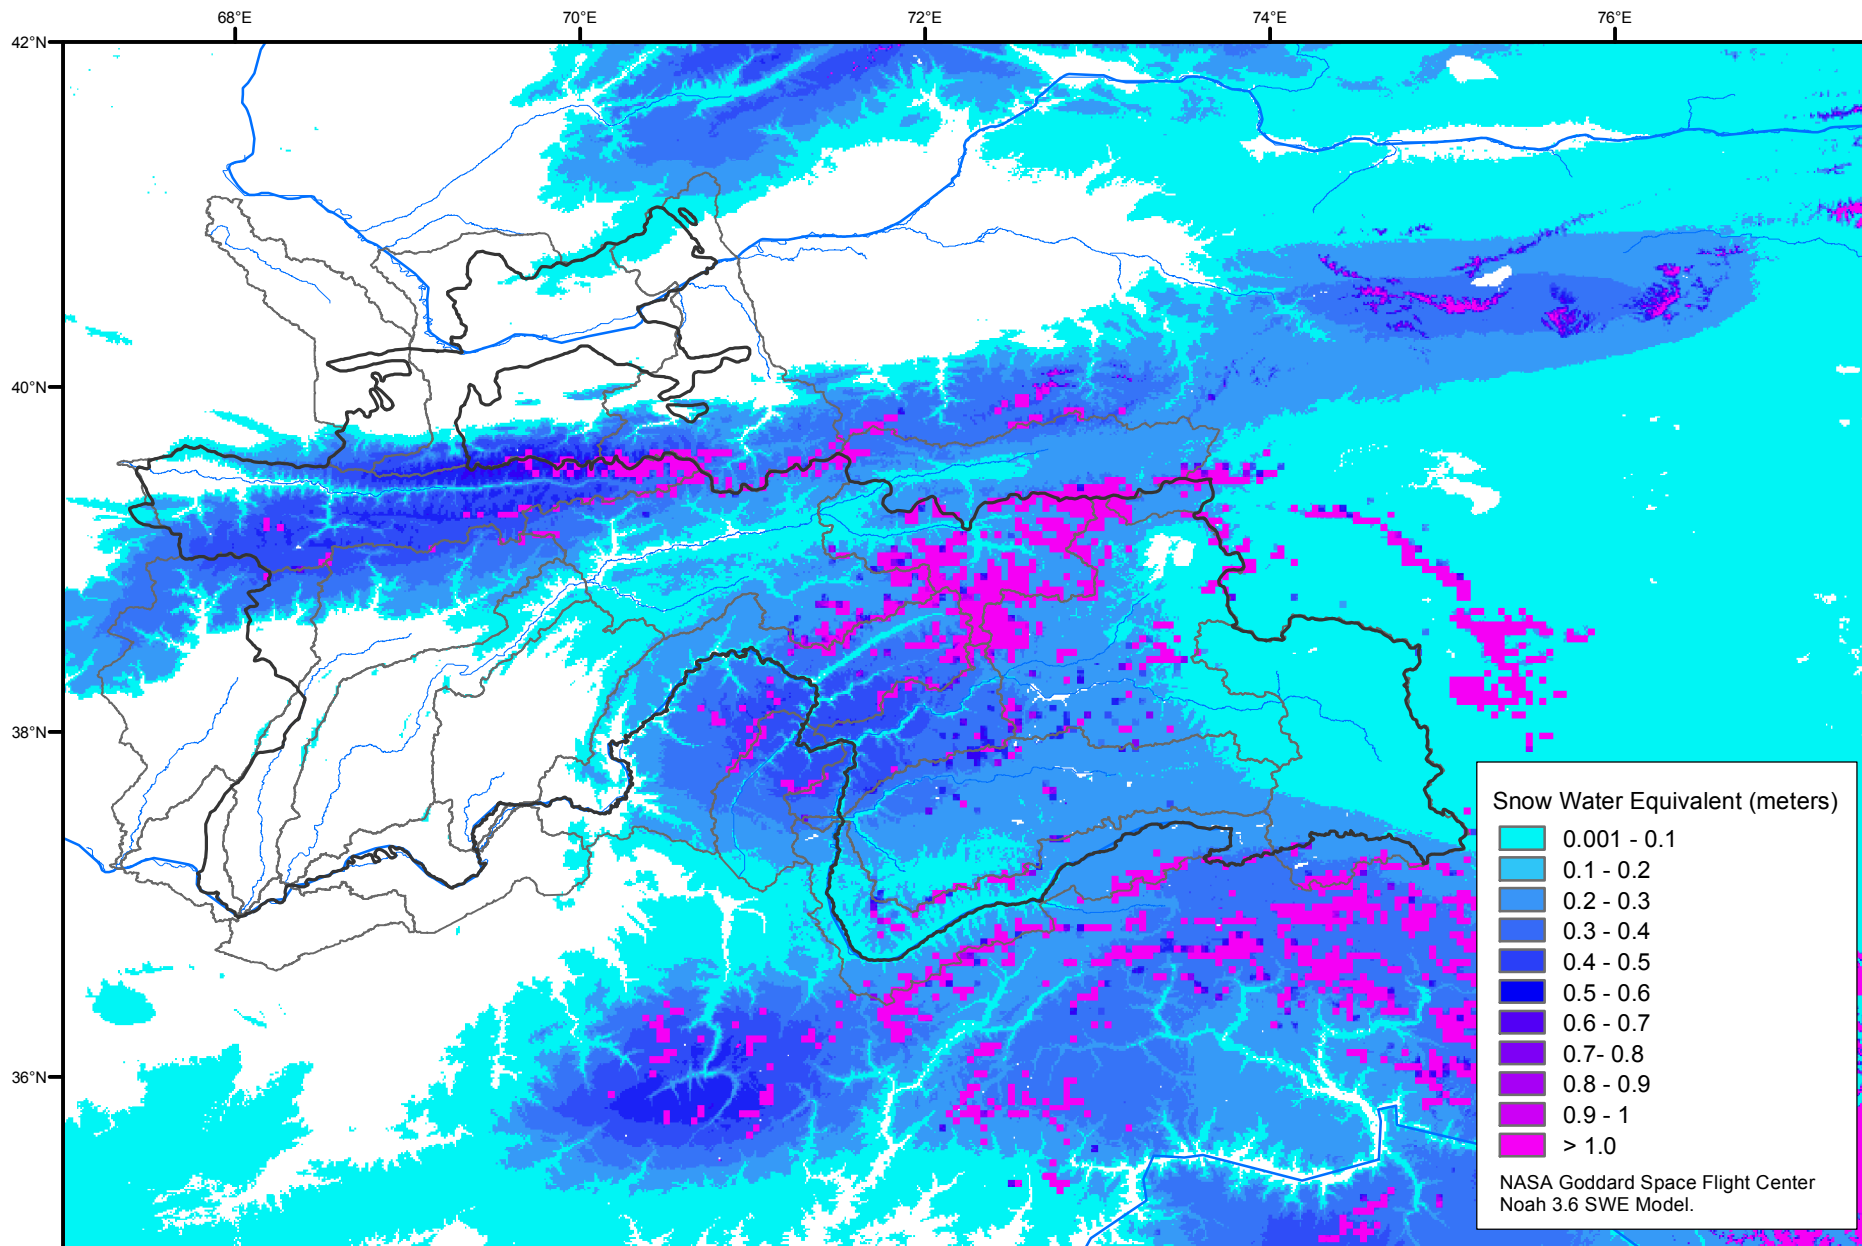 68°E 70°E 72°E 74°E 76°E
42°N
40°N
38°N
36°N
Snow Water Equivalent (meters)
0.001 - 0.1
0.1 - 0.2
0.2 - 0.3
0.3 - 0.4
0.4 - 0.5
0.5 - 0.6
0.6 - 0.7
0.7- 0.8
0.8 - 0.9
0.9 - 1
> 1.0
NASA Goddard Space Flight Center
Noah 3.6 SWE Model.